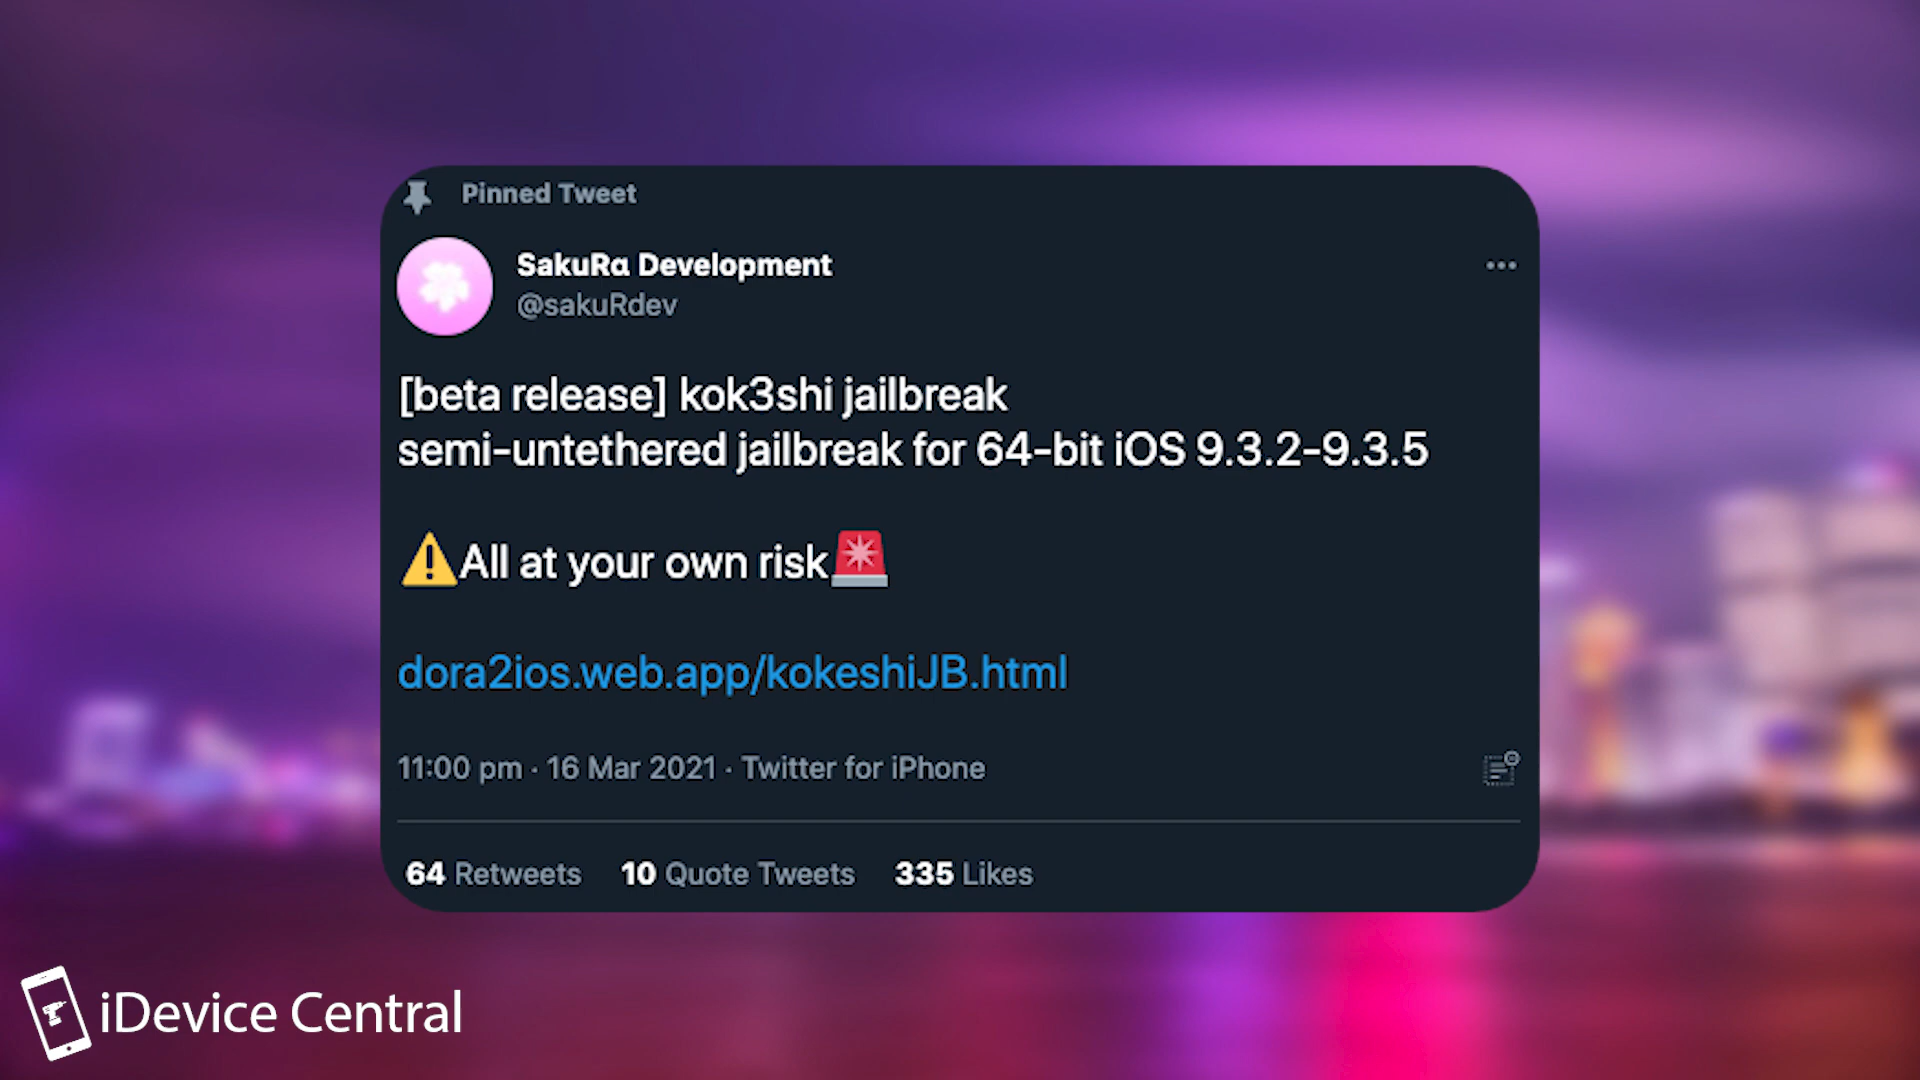 Pinned Tweet
SakuRα Development
@sakuRdev
[beta release] kok3shi jailbreak
semi-untethered jailbreak for 64-bit iOS 9.3.2-9.3.5
⚠️All at your own risk🚨
dora2ios.web.app/kokeshiJB.html
11:00 pm · 16 Mar 2021 · Twitter for iPhone
64 Retweets 10 Quote Tweets 335 Likes
iDevice Central